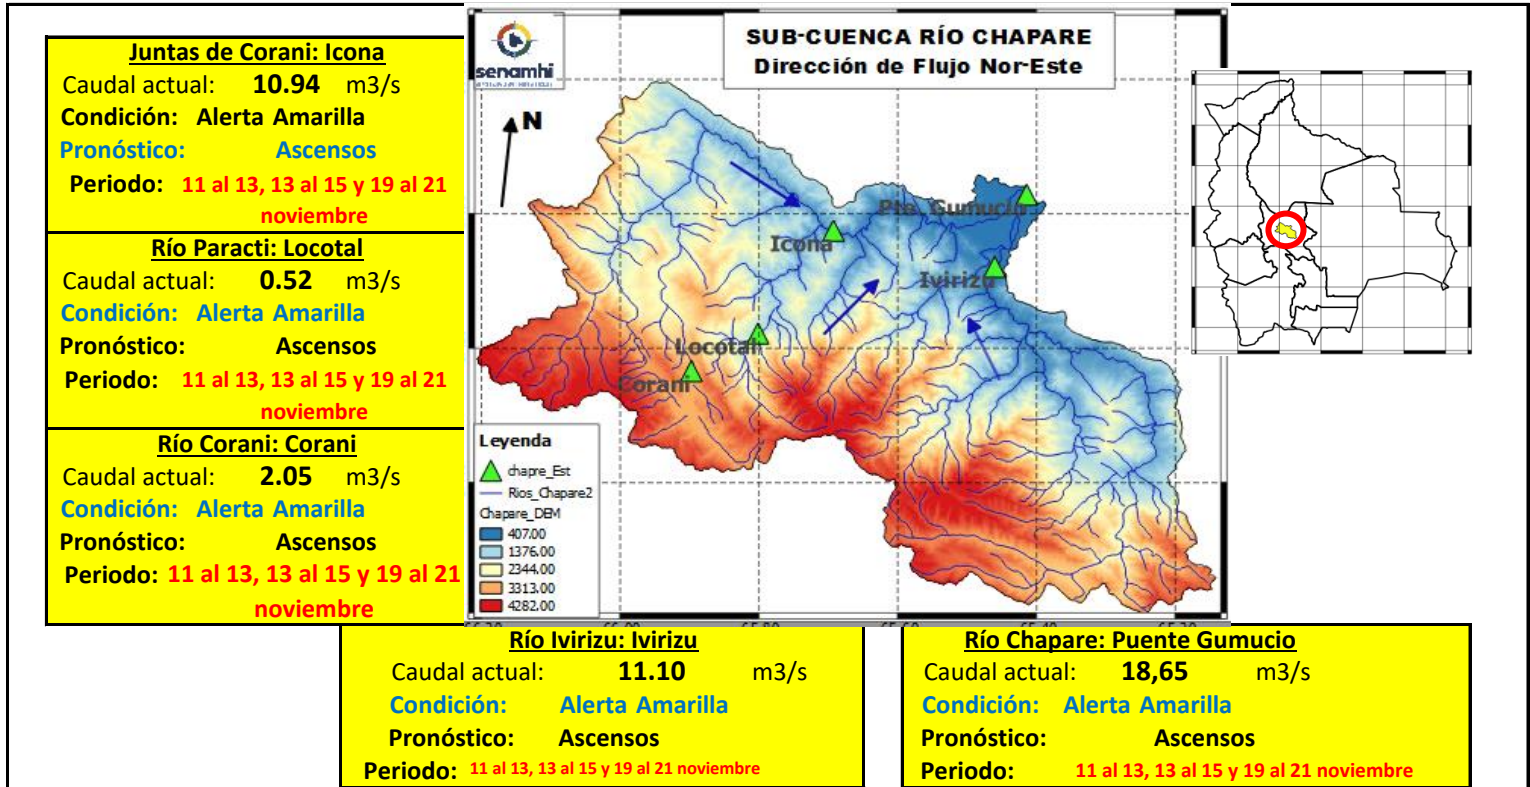 Juntas de Corani: Icona
Caudal actual: 10.94 m3/s
Condición: Alerta Amarilla
Pronóstico: Ascensos
Periodo: 11 al 13, 13 al 15 y 19 al 21
noviembre
Río Paracti: Locotal
Caudal actual: 0.52 m3/s
Condición: Alerta Amarilla
Pronóstico: Ascensos
Periodo: 11 al 13, 13 al 15 y 19 al 21
noviembre
Río Corani: Corani
Caudal actual: 2.05 m3/s
Condición: Alerta Amarilla
Pronóstico: Ascensos
Periodo: 11 al 13, 13 al 15 y 19 al 21
noviembre
senamhi
SUB-CUENCA RÍO CHAPARE
Dirección de Flujo Nor-Este
N
Pte. Gumucio
Icona
Ivirizu
Locotal
Corani
Leyenda
chapre_Est
Rios_Chapare2
Chapare_DEM
407.00
1376.00
2344.00
3313.00
4282.00
Río Ivirizu: Ivirizu
Caudal actual: 11.10 m3/s
Condición: Alerta Amarilla
Pronóstico: Ascensos
Periodo: 11 al 13, 13 al 15 y 19 al 21 noviembre
Río Chapare: Puente Gumucio
Caudal actual: 18,65 m3/s
Condición: Alerta Amarilla
Pronóstico: Ascensos
Periodo: 11 al 13, 13 al 15 y 19 al 21 noviembre